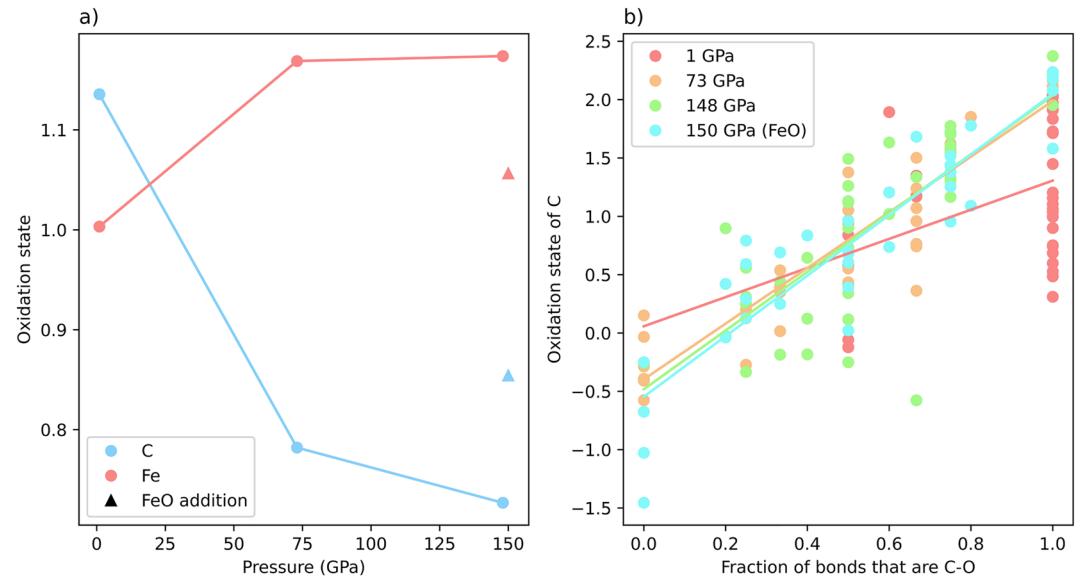 a)
Oxidation state
1.1
1.0
0.9
0.8
C
Fe
FeO addition
0 25 50 75 100 125 150
Pressure (GPa)
b)
Oxidation state of C
2.5
2.0
1.5
1.0
0.5
0.0
−0.5
−1.0
−1.5
1 GPa
73 GPa
148 GPa
150 GPa (FeO)
0.0 0.2 0.4 0.6 0.8 1.0
Fraction of bonds that are C-O